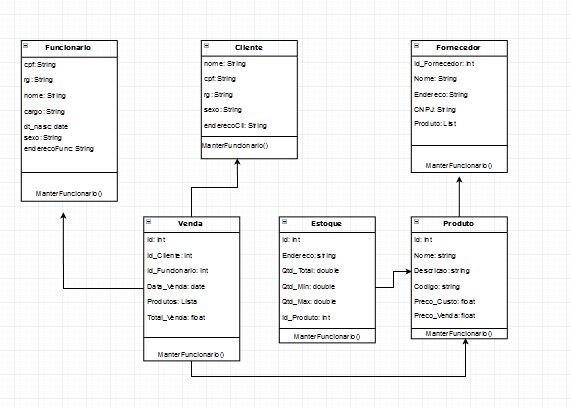 Funcionario
cpf: String
rg: String
nome: String
cargo: String
dt_nasc: date
sexo: String
enderecoFunc: String
ManterFuncionario()
Cliente
nome: String
cpf: String
rg: String
sexo: String
enderecoCli: String
ManterFuncionario()
Fornecedor
Id_Fornecedor: Int
Nome: String
Endereco: String
CNPJ: String
Produto: List
ManterFuncionario()
Venda
Id: Int
Id_Cliente: Int
Id_Funcionario: Int
Data_Venda: date
Produtos: Lista
Total_Venda: float
ManterFuncionario()
Estoque
Id: Int
Endereco: string
Qtd_Total: double
Qtd_Min: double
Qtd_Max: double
Id_Produto: Int
ManterFuncionario()
Produto
Id: Int
Nome: string
Descricao: string
Codigo: string
Preco_Custo: float
Preco_Venda: float
ManterFuncionario()